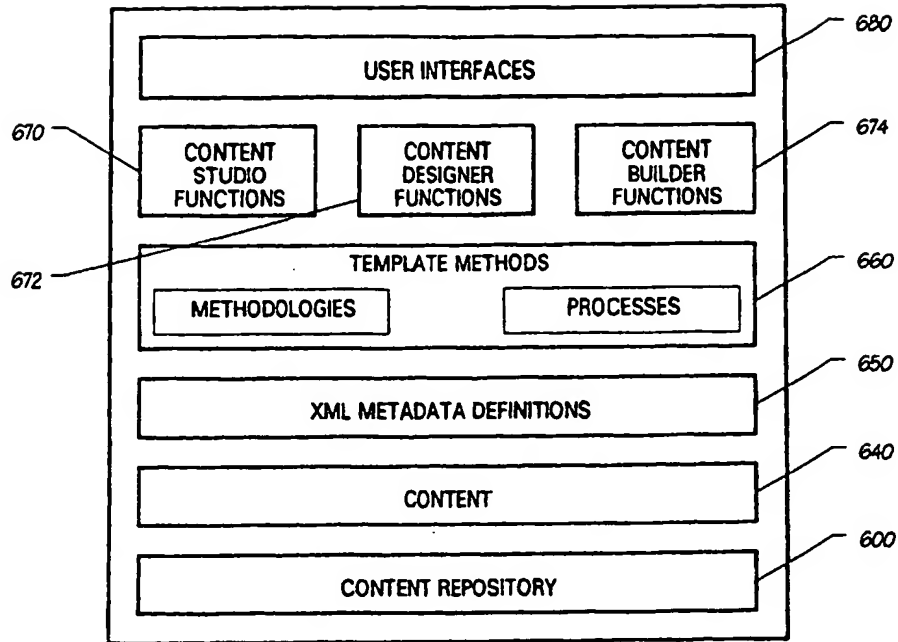 680
USER INTERFACES
670
CONTENT
STUDIO
FUNCTIONS
CONTENT
DESIGNER
FUNCTIONS
CONTENT
BUILDER
FUNCTIONS
674
672
TEMPLATE METHODS
METHODOLOGIES
PROCESSES
660
650
XML METADATA DEFINITIONS
640
CONTENT
600
CONTENT REPOSITORY